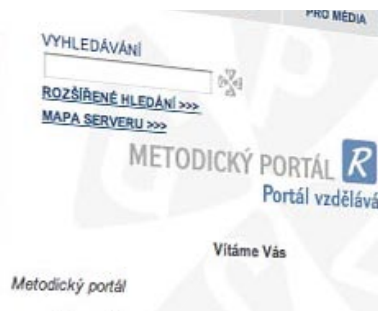 PRO MÉDIA
VYHLEDÁVÁNÍ
ROZŠÍŘENÉ HLEDÁNÍ >>>
MAPA SERVERU >>>
METODICKÝ PORTÁL R
Portál vzdělává
Vítáme Vás
Metodický portál